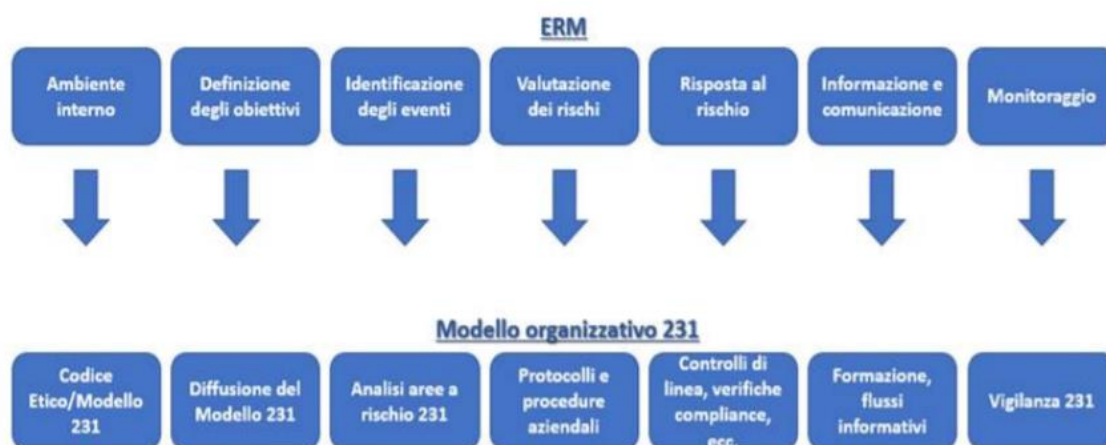 ERM
Ambiente
interno
Definizione
degli obiettivi
Identificazione
degli eventi
Valutazione
dei rischi
Risposta al
rischio
Informazione e
comunicazione
Monitoraggio
Modello organizzativo 231
Codice
Etico/Modello
231
Diffusione del
Modello 231
Analisi aree a
rischio 231
Protocolli e
procedure
aziendali
Controlli di
linea, verifiche
compliance,
ecc.
Formazione,
flussi
informativi
Vigilanza 231